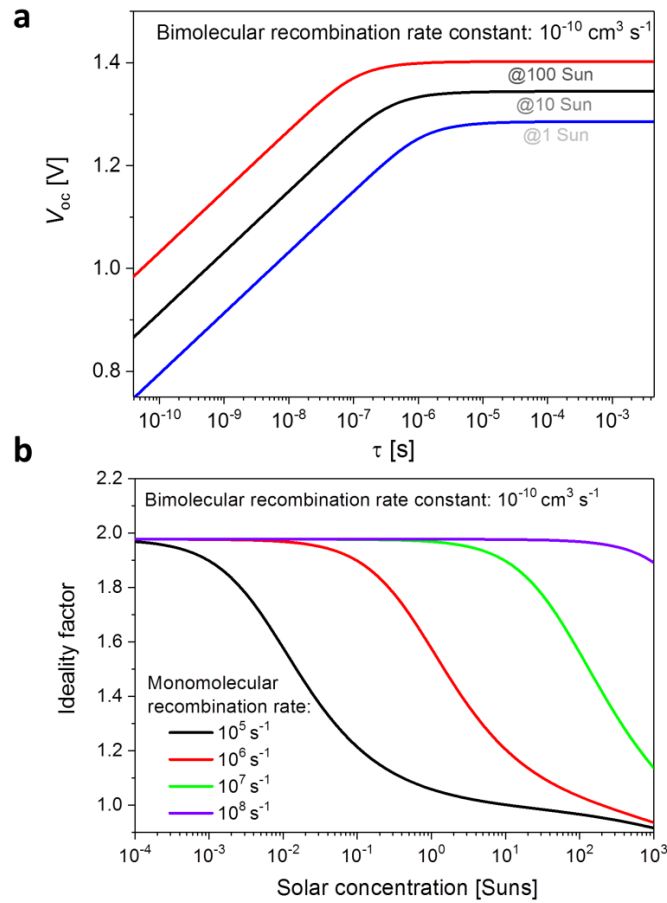 a
Bimolecular recombination rate constant: 10⁻¹⁰ cm³ s⁻¹
1.4
@100 Sun
@10 Sun
@1 Sun
1.2
1.0
0.8
V_oc [V]
10⁻¹⁰ 10⁻⁹ 10⁻⁸ 10⁻⁷ 10⁻⁶ 10⁻⁵ 10⁻⁴ 10⁻³
τ [s]
b
2.2
Bimolecular recombination rate constant: 10⁻¹⁰ cm³ s⁻¹
2.0
1.8
1.6
1.4
1.2
1.0
Ideality factor
Monomolecular
recombination rate:
10⁵ s⁻¹
10⁶ s⁻¹
10⁷ s⁻¹
10⁸ s⁻¹
10⁻⁴ 10⁻³ 10⁻² 10⁻¹ 10⁰ 10¹ 10² 10³
Solar concentration [Suns]